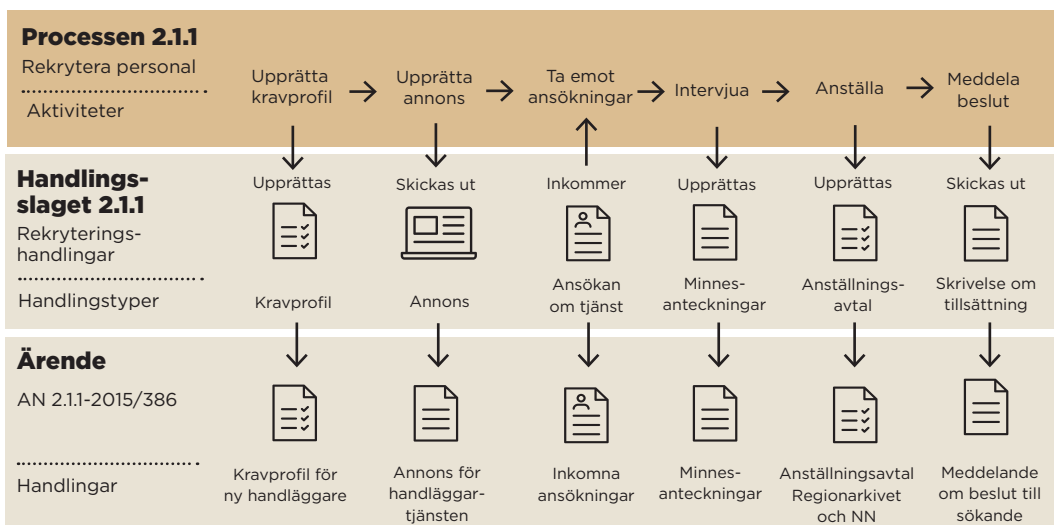 Processen 2.1.1
Rekrytera personal
Aktiviteter
Upprätta
kravprofil
Upprätta
annons
Ta emot
ansökningar
Intervjua
Anställa
Meddela
beslut
Handlings-
slaget 2.1.1
Rekryterings-
handlingar
Handlingstyper
Upprättas
Kravprofil
Skickas ut
Annons
Inkommer
Ansökan
om tjänst
Upprättas
Minnes-
anteckningar
Upprättas
Anställnings-
avtal
Skickas ut
Skrivelse om
tillsättning
Ärende
AN 2.1.1-2015/386
Handlingar
Kravprofil för
ny handläggare
Annons för
handläggar-
tjänsten
Inkomna
ansökningar
Minnes-
anteckningar
Anställningsavtal
Regionarkivet
och NN
Meddelande
om beslut till
sökande